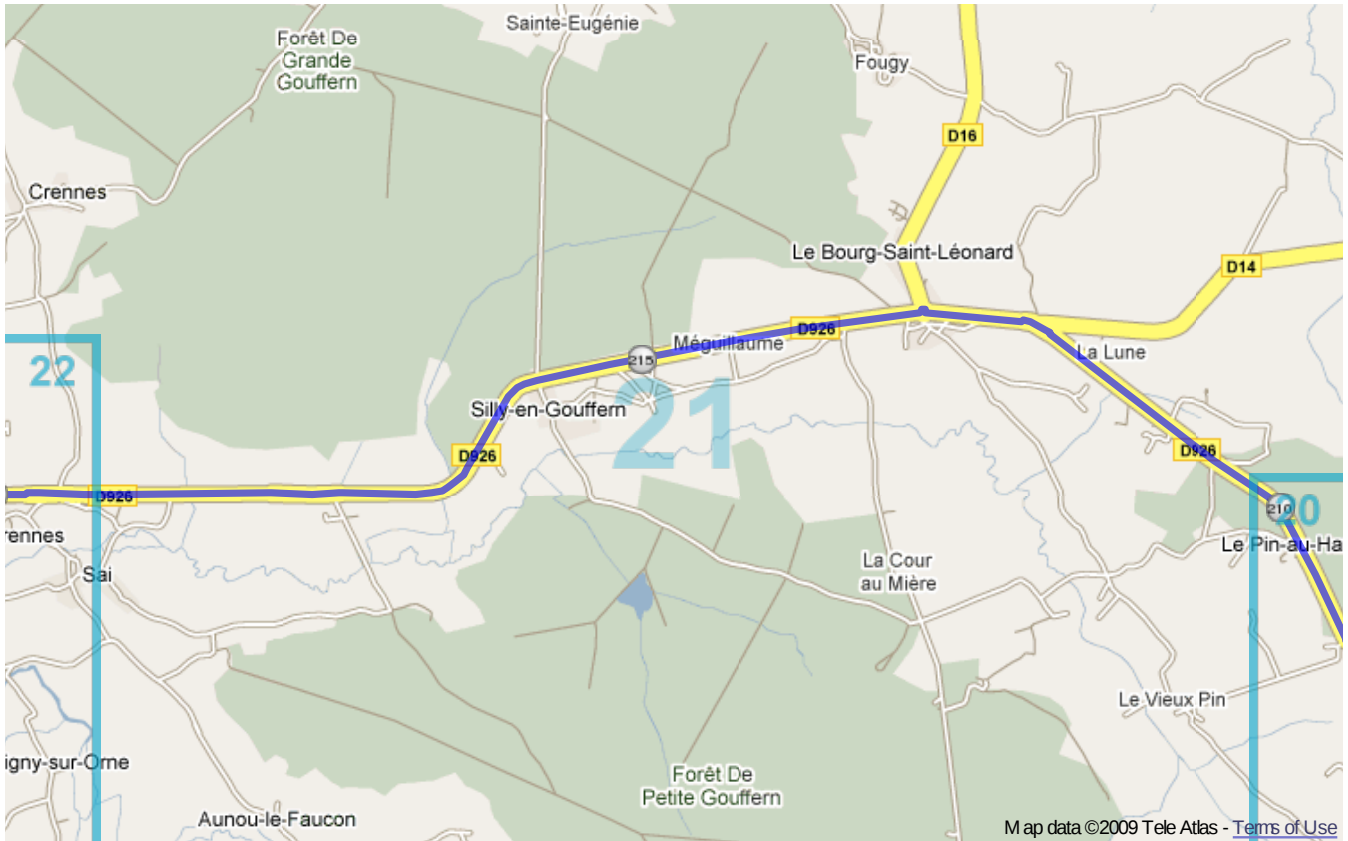 Sainte-Eugénie
Forêt De
Grande
Gouffern
Fougy
D16
Crennes
Le Bourg-Saint-Léonard
D14
D926
Méguillaume
215
La Lune
22
21
Silly-en-Gouffern
D926
D926
D926
210
20
rennes
Le Pin-au-Ha
Sai
La Cour
au Mière
Le Vieux Pin
igny-sur-Orne
Forêt De
Petite Gouffern
Aunou-le-Faucon
Map data ©2009 Tele Atlas - Terms of Use